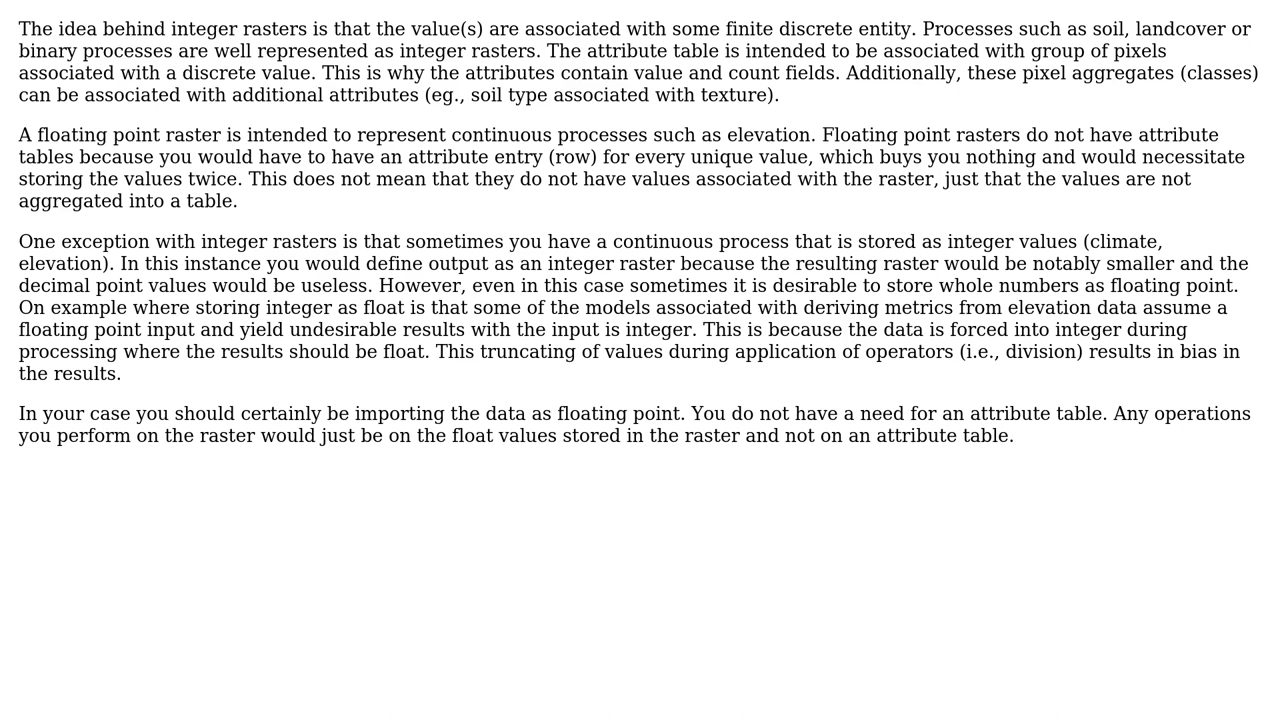 The idea behind integer rasters is that the value(s) are associated with some finite discrete entity. Processes such as soil, landcover or
binary processes are well represented as integer rasters. The attribute table is intended to be associated with group of pixels
associated with a discrete value. This is why the attributes contain value and count fields. Additionally, these pixel aggregates (classes)
can be associated with additional attributes (eg., soil type associated with texture).
A floating point raster is intended to represent continuous processes such as elevation. Floating point rasters do not have attribute
tables because you would have to have an attribute entry (row) for every unique value, which buys you nothing and would necessitate
storing the values twice. This does not mean that they do not have values associated with the raster, just that the values are not
aggregated into a table.
One exception with integer rasters is that sometimes you have a continuous process that is stored as integer values (climate,
elevation). In this instance you would define output as an integer raster because the resulting raster would be notably smaller and the
decimal point values would be useless. However, even in this case sometimes it is desirable to store whole numbers as floating point.
On example where storing integer as float is that some of the models associated with deriving metrics from elevation data assume a
floating point input and yield undesirable results with the input is integer. This is because the data is forced into integer during
processing where the results should be float. This truncating of values during application of operators (i.e., division) results in bias in
the results.
In your case you should certainly be importing the data as floating point. You do not have a need for an attribute table. Any operations
you perform on the raster would just be on the float values stored in the raster and not on an attribute table.